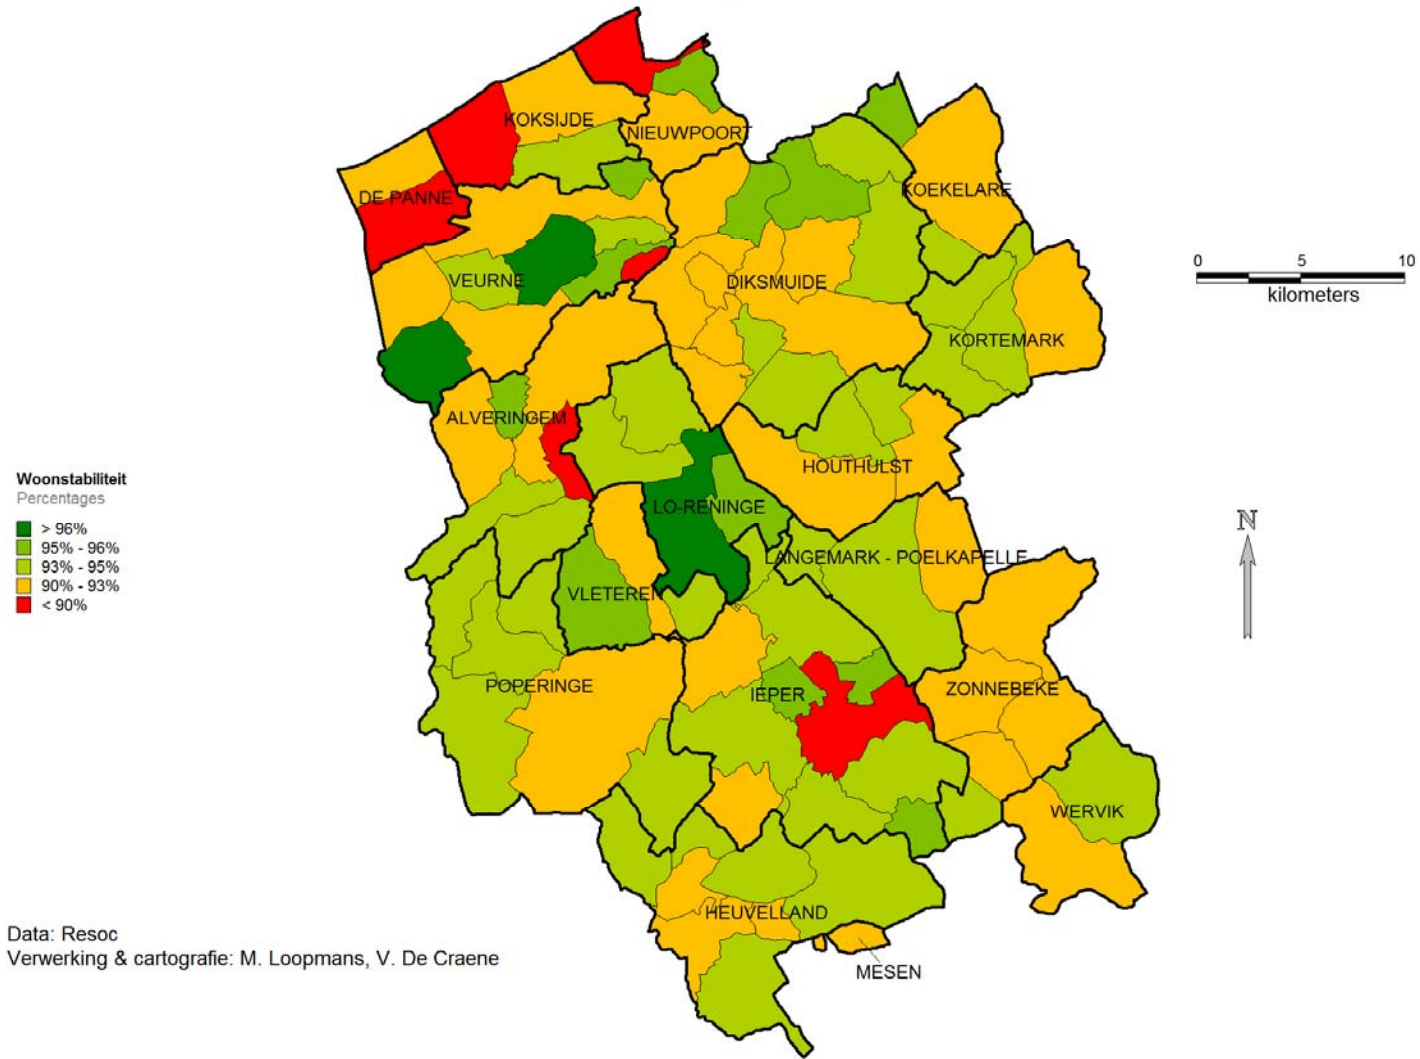 KOKSIJDE
NIEUWPOORT
DE PANNE
KOEKELARE
VEURNE
DIKSMUIDE
0 5 10
kilometers
KORTEMARK
ALVERINGEM
HOUTHULST
Woonstabiliteit
Percentages
> 96%
95% - 96%
93% - 95%
90% - 93%
< 90%
LO-RENINGE
N
LANGEMARK - POELKAPELLE
VLETEREN
POPERINGE
IEPER
ZONNEBEKE
WERVIK
HEUVELLAND
MESEN
Data: Resoc
Verwerking & cartografie: M. Loopmans, V. De Craene